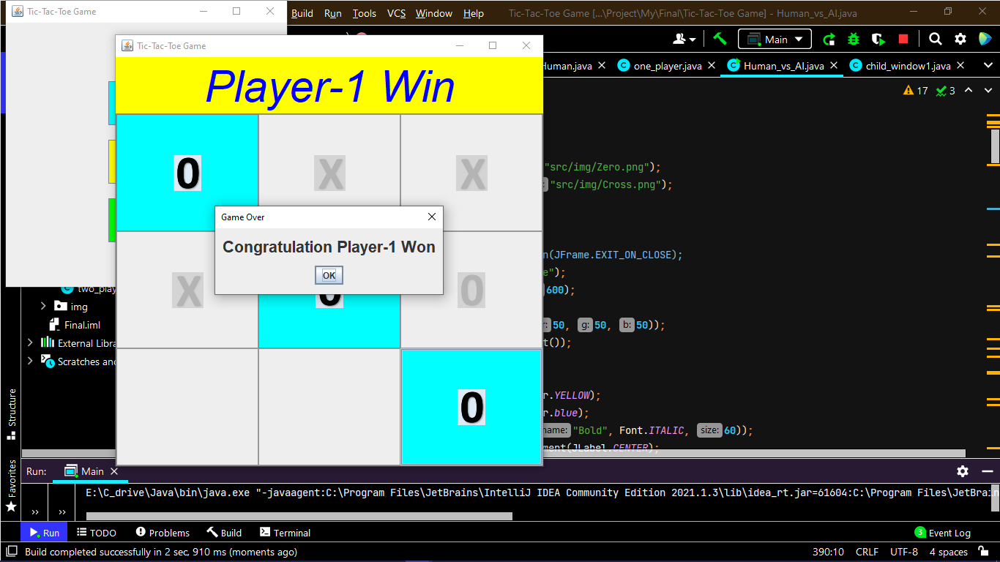 Tic-Tac-Toe Game
Build Run Tools VCS Window Help
Tic-Tac-Toe Game [...\Project\My\Final\Tic-Tac-Toe Game] - Human_vs_AI.java
Main
Tic-Tac-Toe Game
Human.java
one_player.java
Human_vs_AI.java
child_window1.java
Player-1 Win
17
3
0 X X
"src/img/Zero.png");
"src/img/Cross.png");
Game Over
Congratulation Player-1 Won
OK
X 0 0
(JFrame.EXIT_ON_CLOSE);
");
600);
50, g: 50, b: 50));
t());
0
.YELLOW);
.blue);
name: "Bold", Font.ITALIC, size: 60));
(JLabel.CENTER);
img
Final.iml
External
Scratches
Structure
Favorites
Run: Main
E:\C_drive\Java\bin\java.exe "-javaagent:C:\Program Files\JetBrains\IntelliJ IDEA Community Edition 2021.1.3\lib\idea_rt.jar=61604:C:\Program Files\JetBrain
Run TODO Problems Build Terminal
3 Event Log
Build completed successfully in 2 sec, 910 ms (moments ago)
390:10 CRLF UTF-8 4 spaces